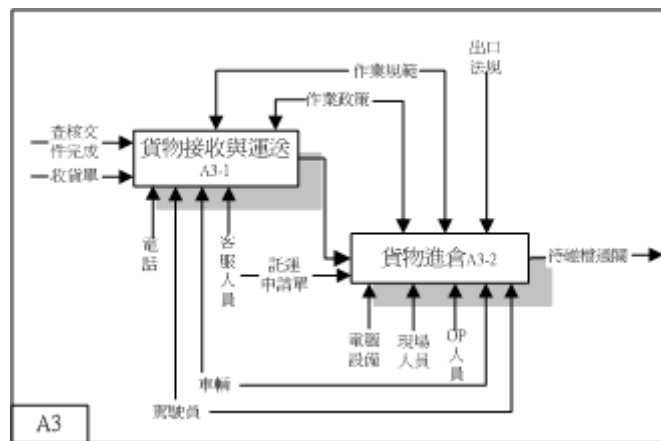 出口
法規
作業規範
作業政策
查核文
件完成
貨物接收與運送
A3-1
收貨單
電話
客服人員
託運
申請單
貨物進倉A3-2
待碰檔通關
電腦
設備
現場
人員
OP
人員
車輛
駕駛員
A3